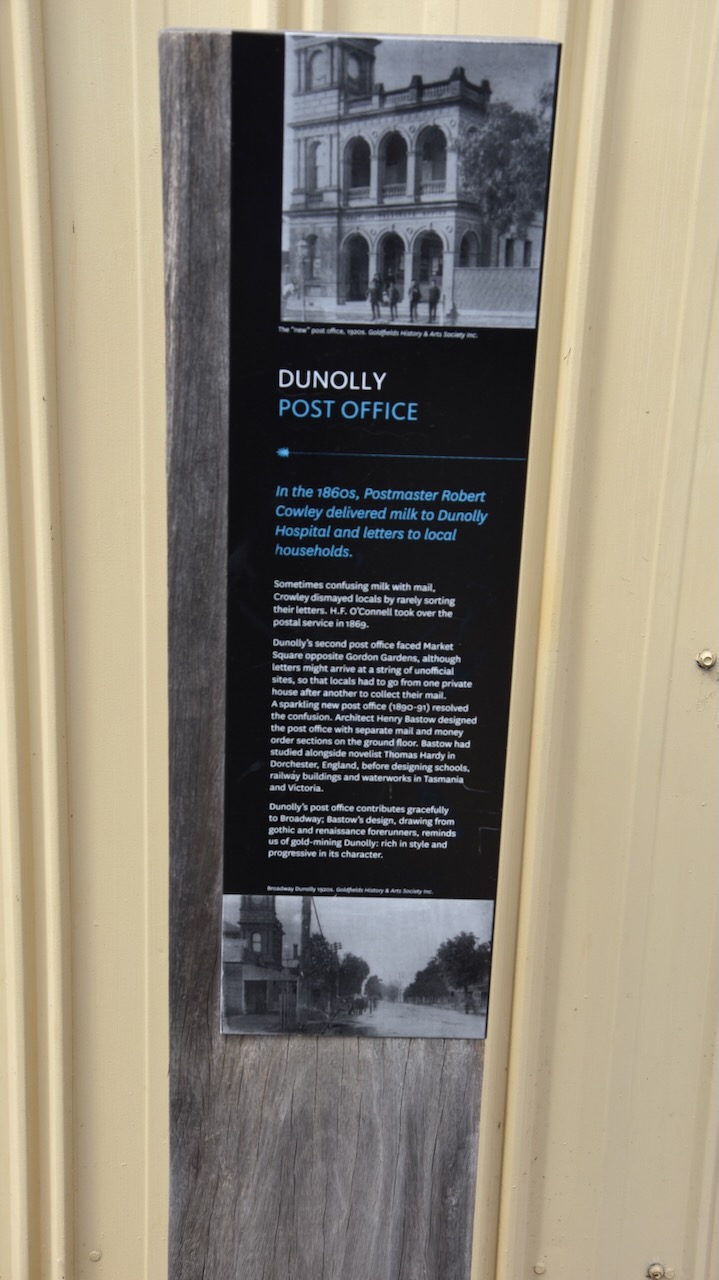 The "new" post office, 1920s. Goldfields History & Arts Society Inc.
DUNOLLY
POST OFFICE
In the 1860s, Postmaster Robert
Cowley delivered milk to Dunolly
Hospital and letters to local
households.
Sometimes confusing milk with mail,
Crowley dismayed locals by rarely sorting
their letters. H.F. O'Connell took over the
postal service in 1869.
Dunolly's second post office faced Market
Square opposite Gordon Gardens, although
letters might arrive at a string of unofficial
sites, so that locals had to go from one private
house after another to collect their mail.
A sparkling new post office (1890-91) resolved
the confusion. Architect Henry Bastow designed
the post office with separate mail and money
order sections on the ground floor. Bastow had
studied alongside novelist Thomas Hardy in
Dorchester, England, before designing schools,
railway buildings and waterworks in Tasmania
and Victoria.
Dunolly's post office contributes gracefully
to Broadway; Bastow's design, drawing from
gothic and renaissance forerunners, reminds
us of gold-mining Dunolly: rich in style and
progressive in its character.
Broadway Dunolly 1920s. Goldfields History & Arts Society Inc.